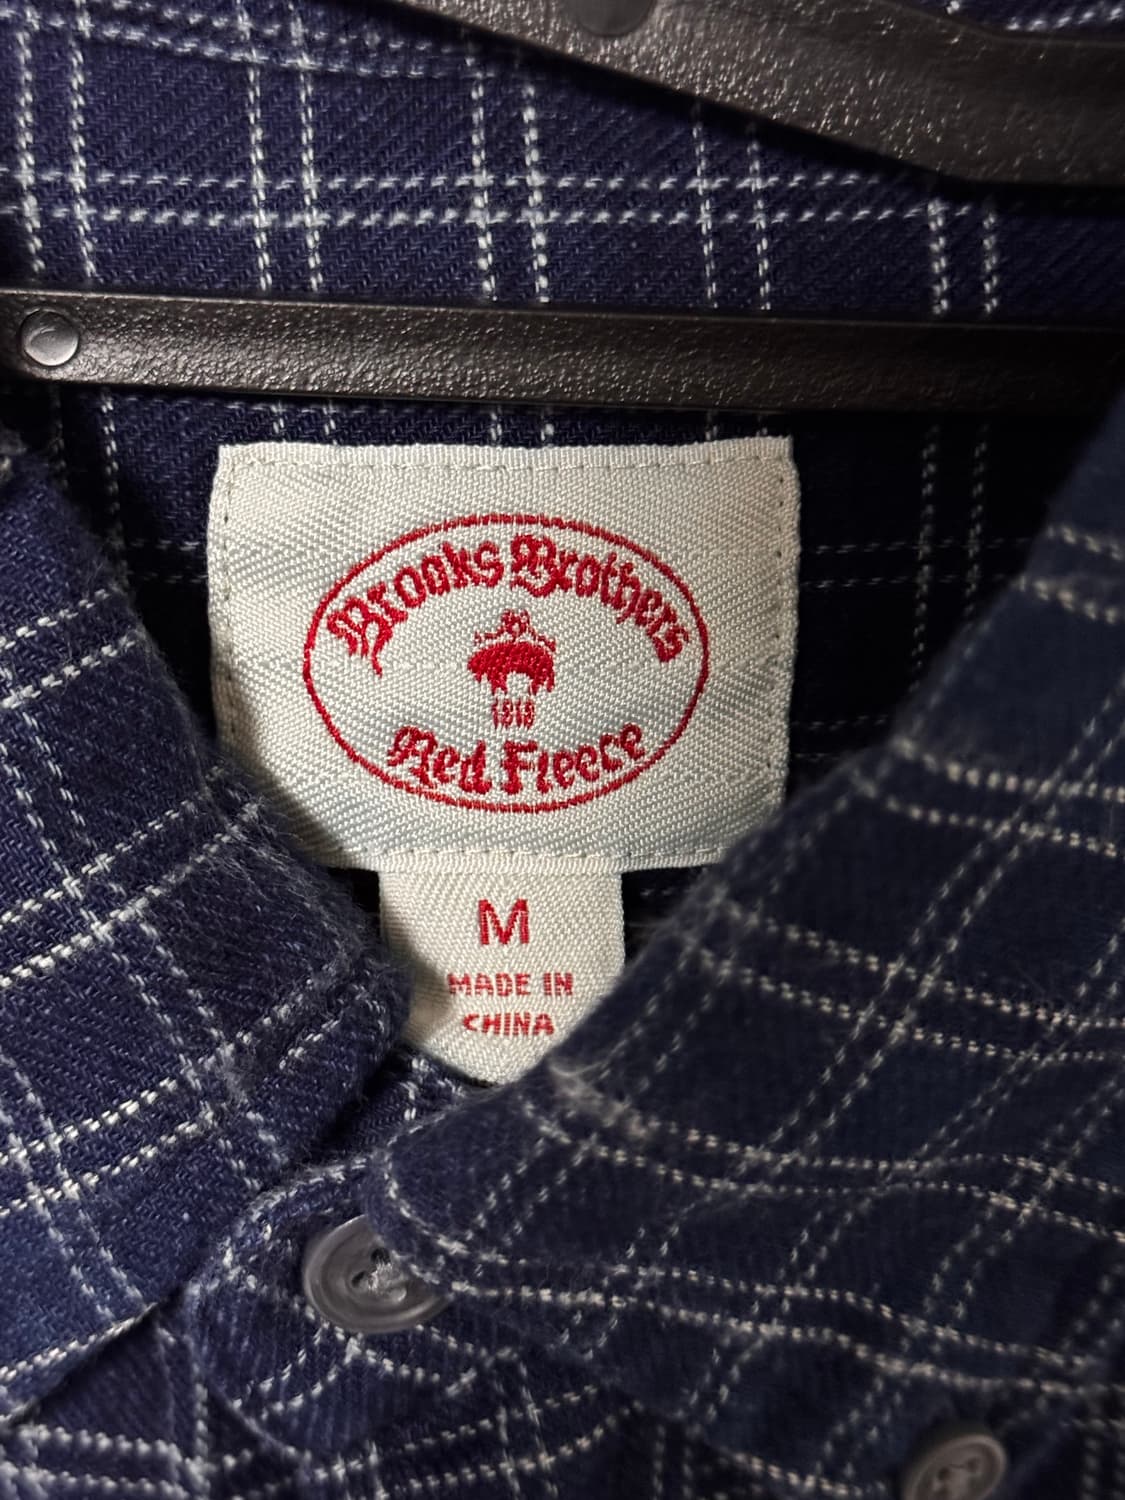 Brooks Brothers
1818
Red Fleece
M
MADE IN
CHINA